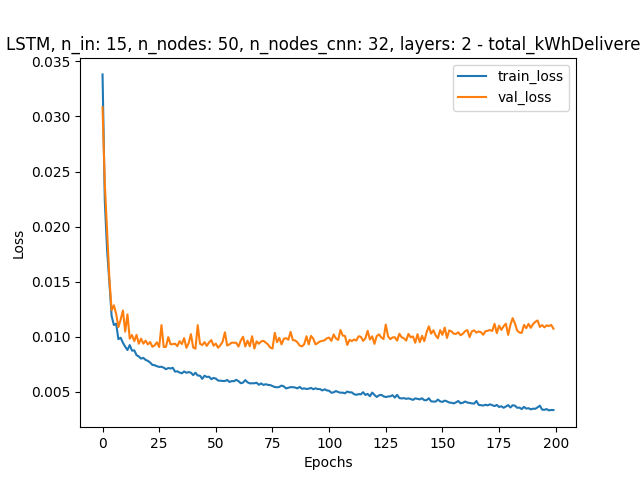 LSTM, n_in: 15, n_nodes: 50, n_nodes_cnn: 32, layers: 2 - total_kWhDelivere
train_loss
val_loss
0.035
0.030
0.025
0.020
0.015
0.010
0.005
Loss
0 25 50 75 100 125 150 175 200
Epochs